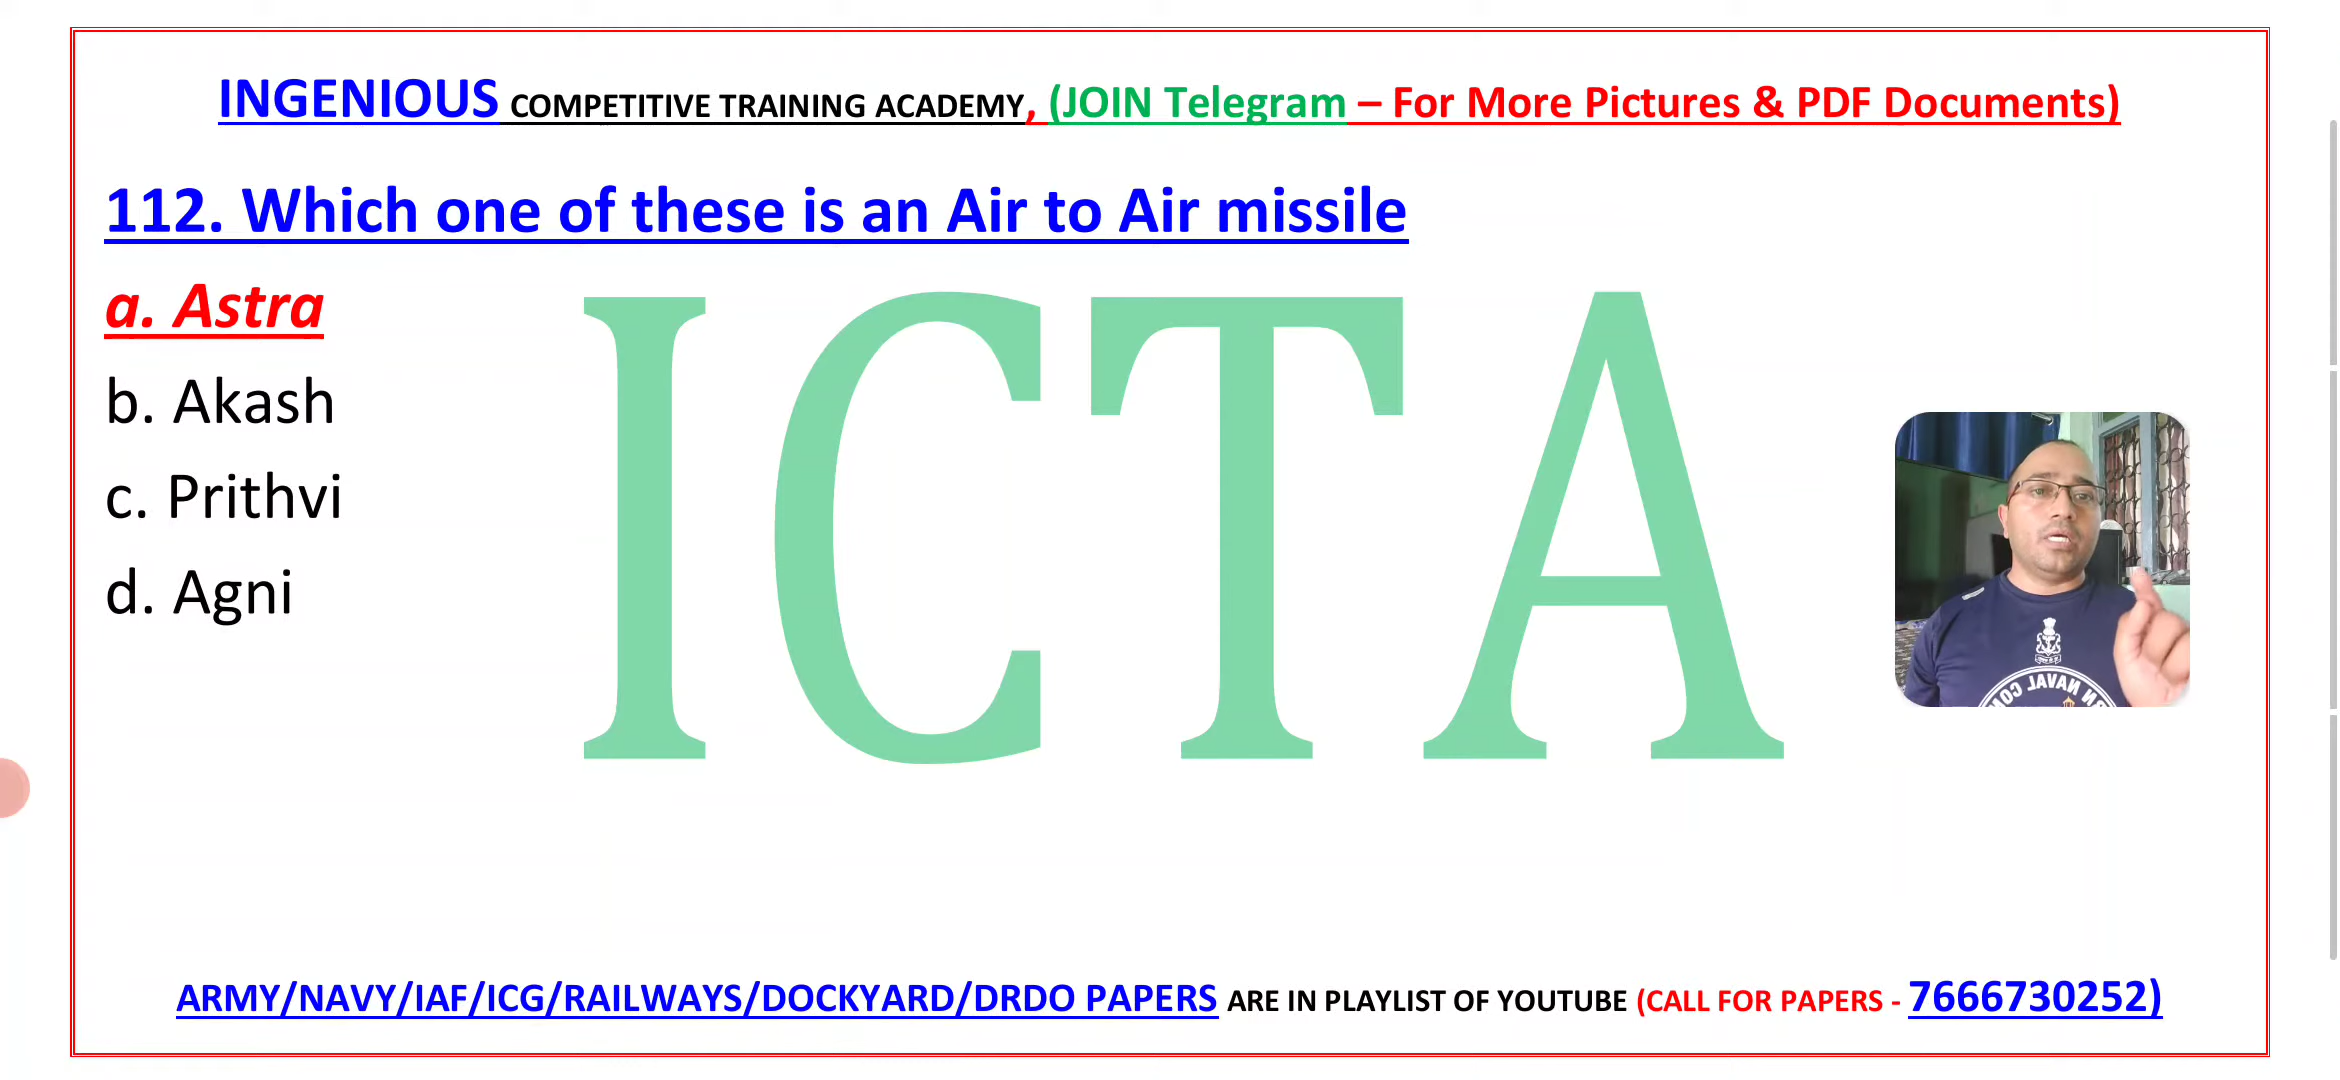 INGENIOUS COMPETITIVE TRAINING ACADEMY, (JOIN Telegram – For More Pictures & PDF Documents)
112. Which one of these is an Air to Air missile
a. Astra
b. Akash
c. Prithvi
d. Agni
ICTA
ARMY/NAVY/IAF/ICG/RAILWAYS/DOCKYARD/DRDO PAPERS ARE IN PLAYLIST OF YOUTUBE (CALL FOR PAPERS - 7666730252)